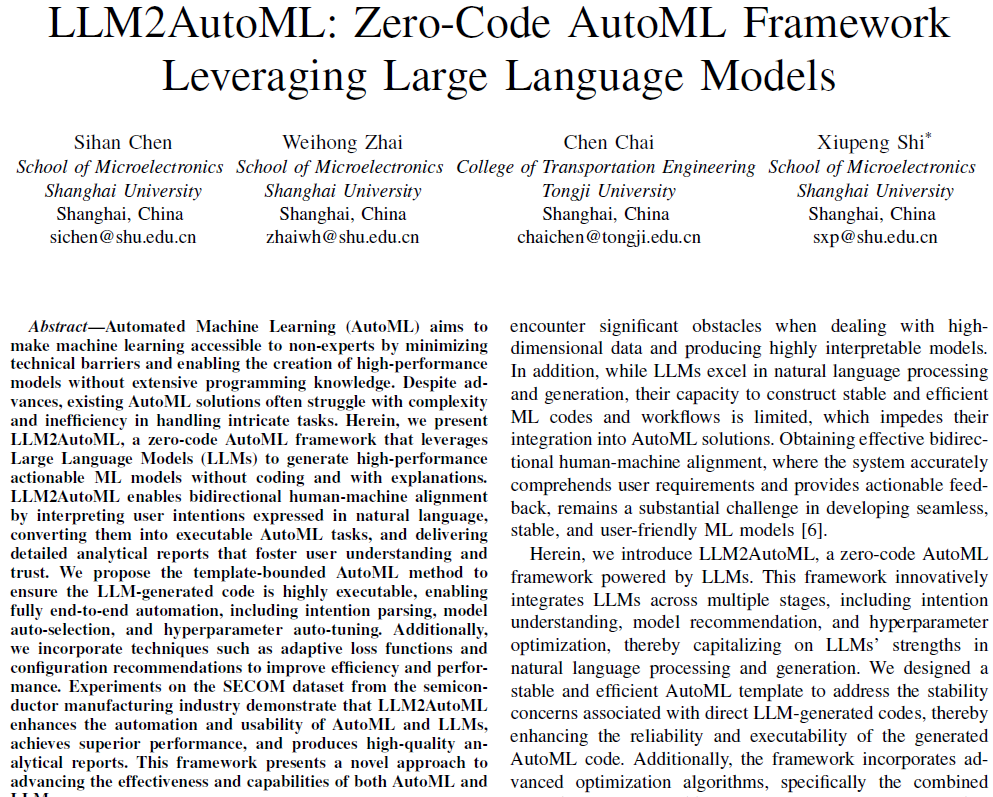 LLM2AutoML: Zero-Code AutoML Framework
Leveraging Large Language Models
Sihan Chen
School of Microelectronics
Shanghai University
Shanghai, China
sichen@shu.edu.cn
Weihong Zhai
School of Microelectronics
Shanghai University
Shanghai, China
zhaiwh@shu.edu.cn
Chen Chai
College of Transportation Engineering
Tongji University
Shanghai, China
chaichen@tongji.edu.cn
Xiupeng Shi*
School of Microelectronics
Shanghai University
Shanghai, China
sxp@shu.edu.cn
Abstract—Automated Machine Learning (AutoML) aims to
make machine learning accessible to non-experts by minimizing
technical barriers and enabling the creation of high-performance
models without extensive programming knowledge. Despite ad-
vances, existing AutoML solutions often struggle with complexity
and inefficiency in handling intricate tasks. Herein, we present
LLM2AutoML, a zero-code AutoML framework that leverages
Large Language Models (LLMs) to generate high-performance
actionable ML models without coding and with explanations.
LLM2AutoML enables bidirectional human-machine alignment
by interpreting user intentions expressed in natural language,
converting them into executable AutoML tasks, and delivering
detailed analytical reports that foster user understanding and
trust. We propose the template-bounded AutoML method to
ensure the LLM-generated code is highly executable, enabling
fully end-to-end automation, including intention parsing, model
auto-selection, and hyperparameter auto-tuning. Additionally,
we incorporate techniques such as adaptive loss functions and
configuration recommendations to improve efficiency and perfor-
mance. Experiments on the SECOM dataset from the semicon-
ductor manufacturing industry demonstrate that LLM2AutoML
enhances the automation and usability of AutoML and LLMs,
achieves superior performance, and produces high-quality an-
alytical reports. This framework presents a novel approach to
advancing the effectiveness and capabilities of both AutoML and
encounter significant obstacles when dealing with high-
dimensional data and producing highly interpretable models.
In addition, while LLMs excel in natural language processing
and generation, their capacity to construct stable and efficient
ML codes and workflows is limited, which impedes their
integration into AutoML solutions. Obtaining effective bidirec-
tional human-machine alignment, where the system accurately
comprehends user requirements and provides actionable feed-
back, remains a substantial challenge in developing seamless,
stable, and user-friendly ML models [6].
Herein, we introduce LLM2AutoML, a zero-code AutoML
framework powered by LLMs. This framework innovatively
integrates LLMs across multiple stages, including intention
understanding, model recommendation, and hyperparameter
optimization, thereby capitalizing on LLMs' strengths in
natural language processing and generation. We designed a
stable and efficient AutoML template to address the stability
concerns associated with direct LLM-generated codes, thereby
enhancing the reliability and executability of the generated
AutoML code. Additionally, the framework incorporates ad-
vanced optimization algorithms, specifically the combined